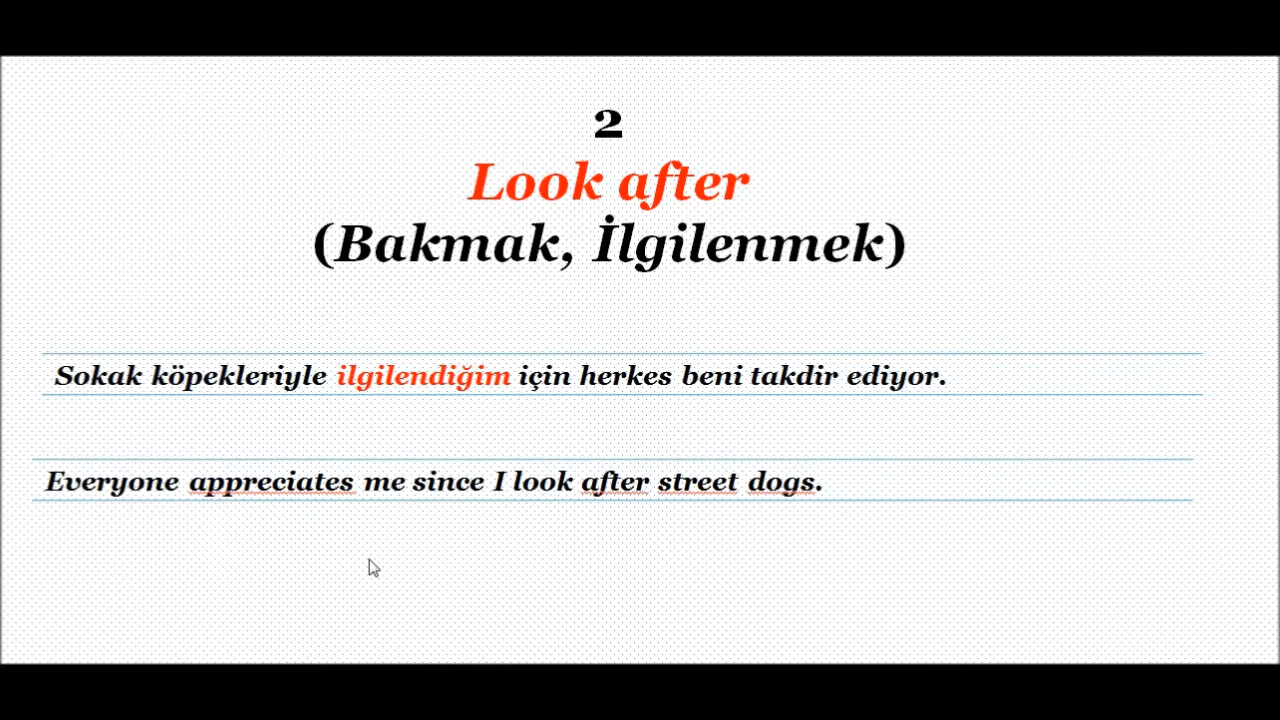 2
Look after
(Bakmak, İlgilenmek)
Sokak köpekleriyle ilgilendiğim için herkes beni takdir ediyor.
Everyone appreciates me since I look after street dogs.